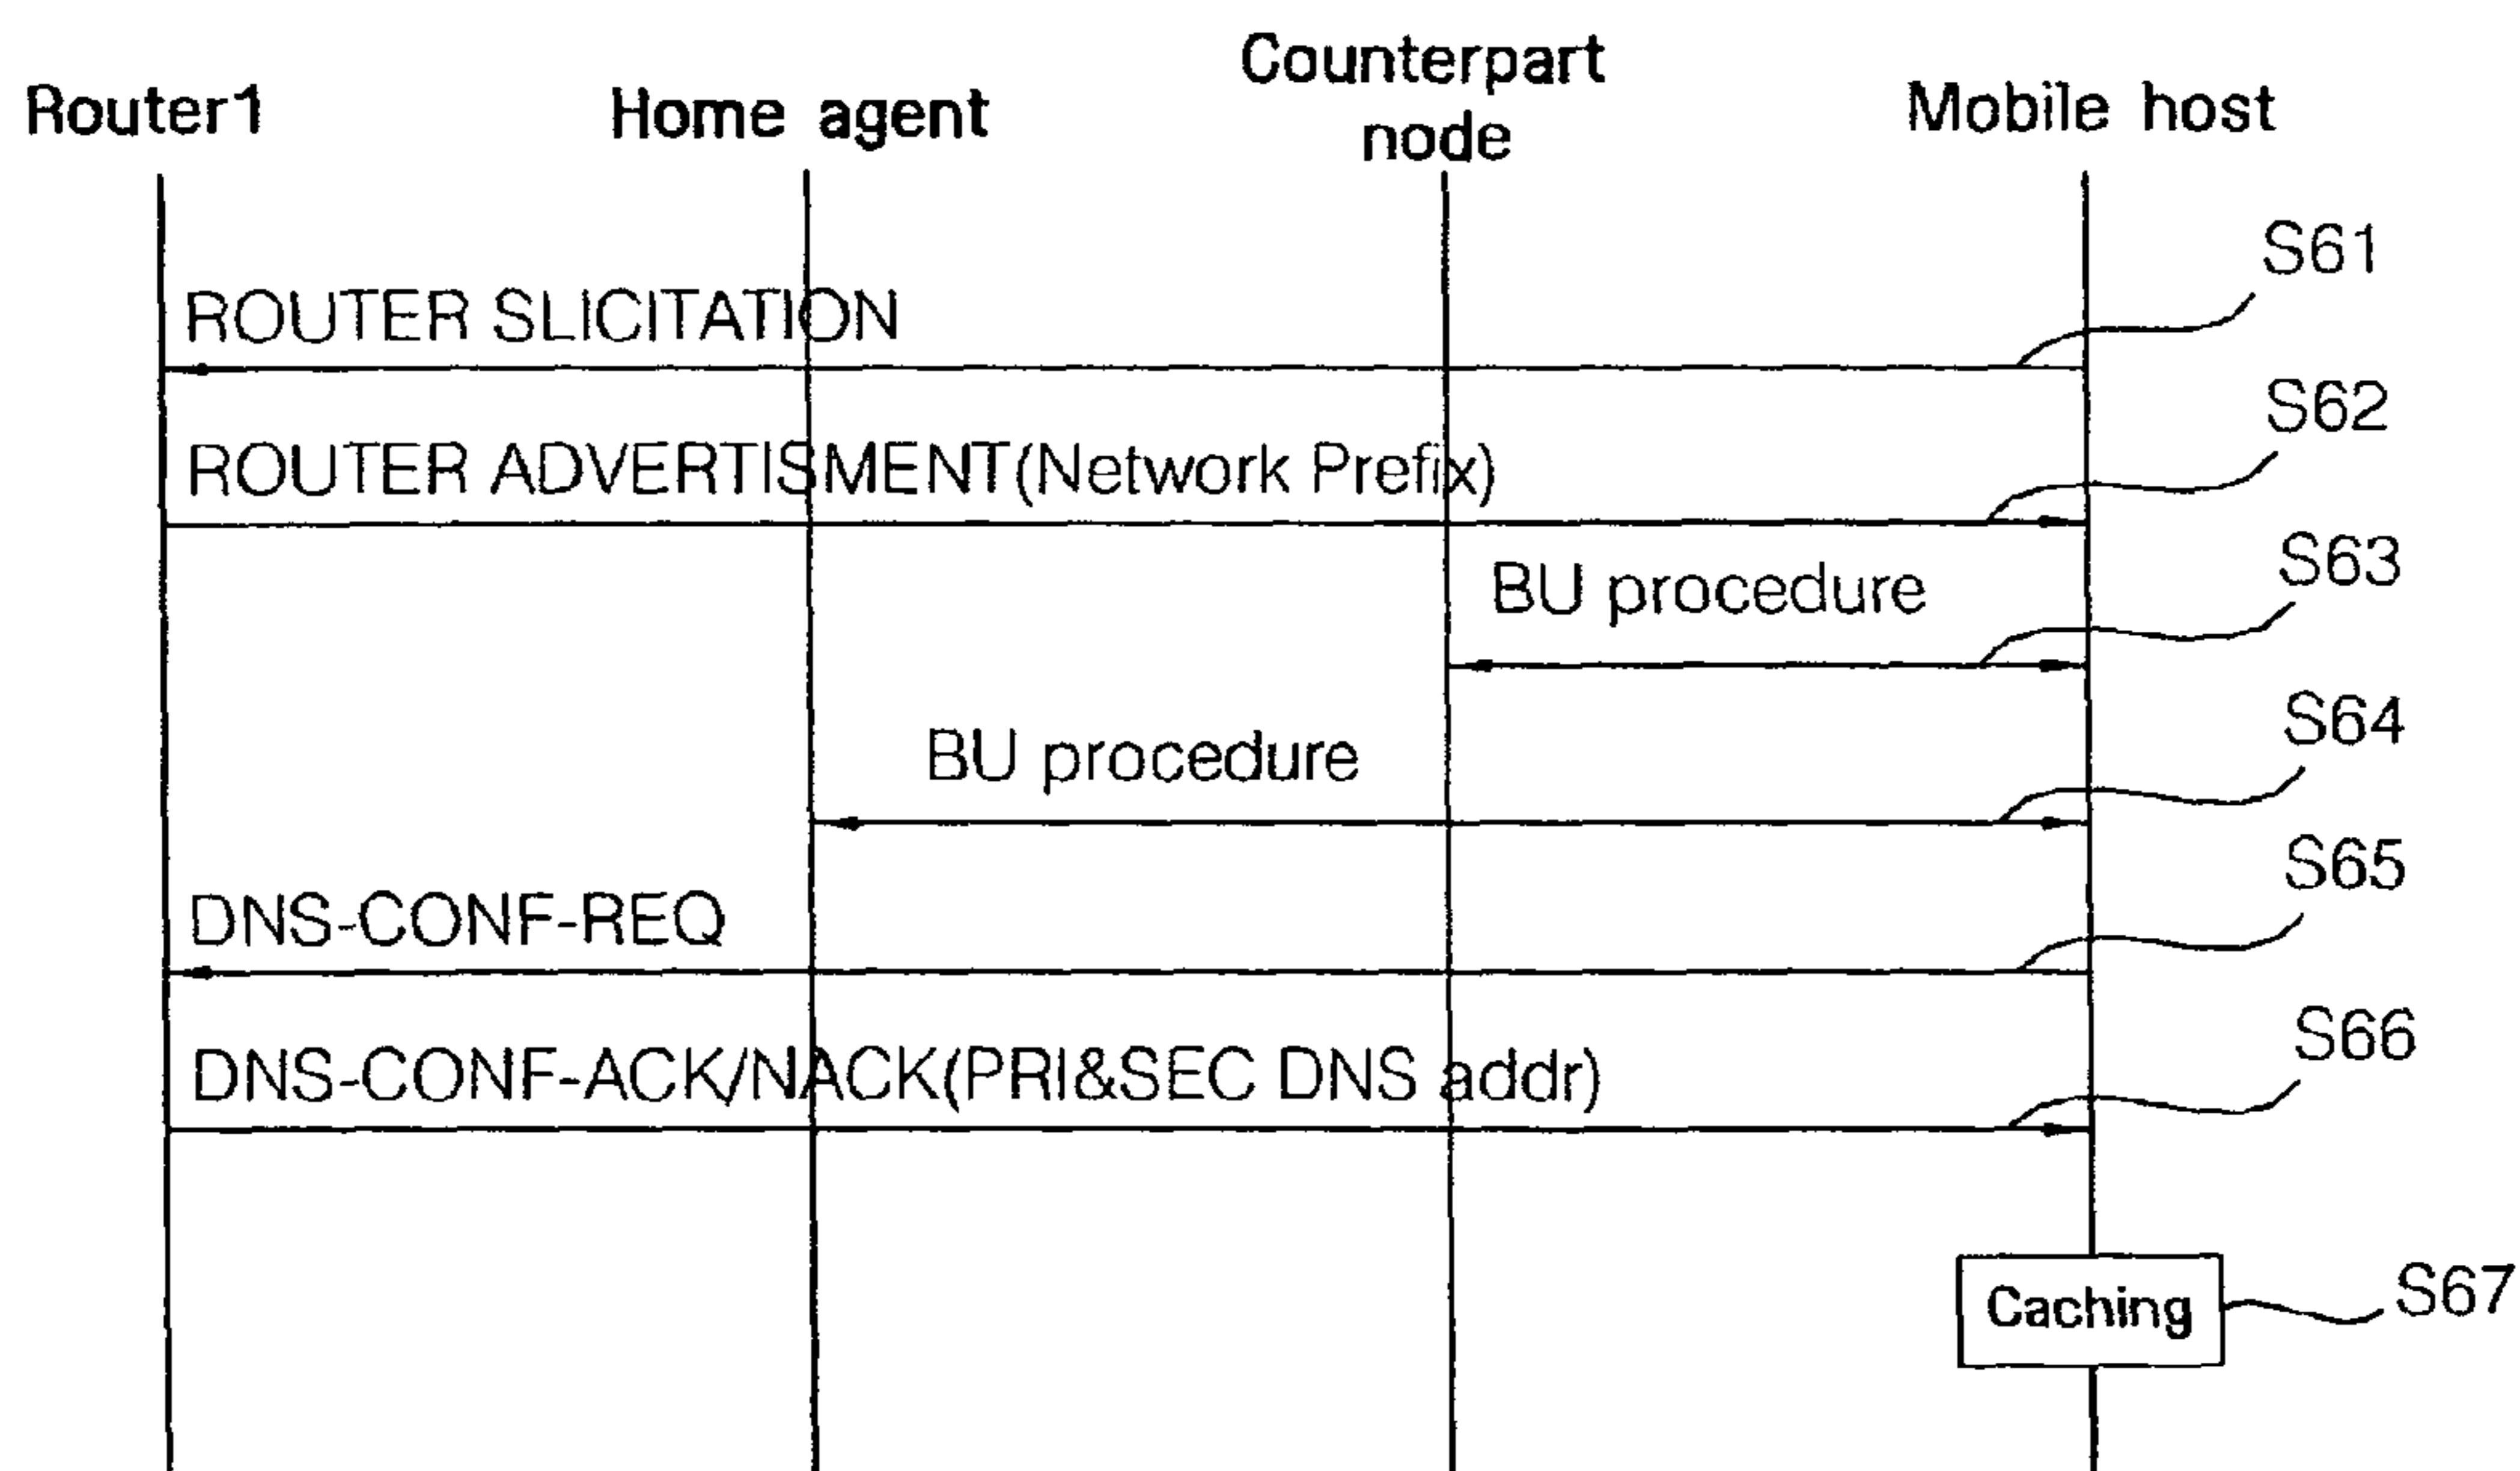 Router1
Home agent
Counterpart
node
Mobile host
S61
ROUTER SLICITATION
S62
ROUTER ADVERTISMENT(Network Prefix)
S63
BU procedure
S64
BU procedure
S65
DNS-CONF-REQ
S66
DNS-CONF-ACK/NACK(PRI&SEC DNS addr)
Caching
S67